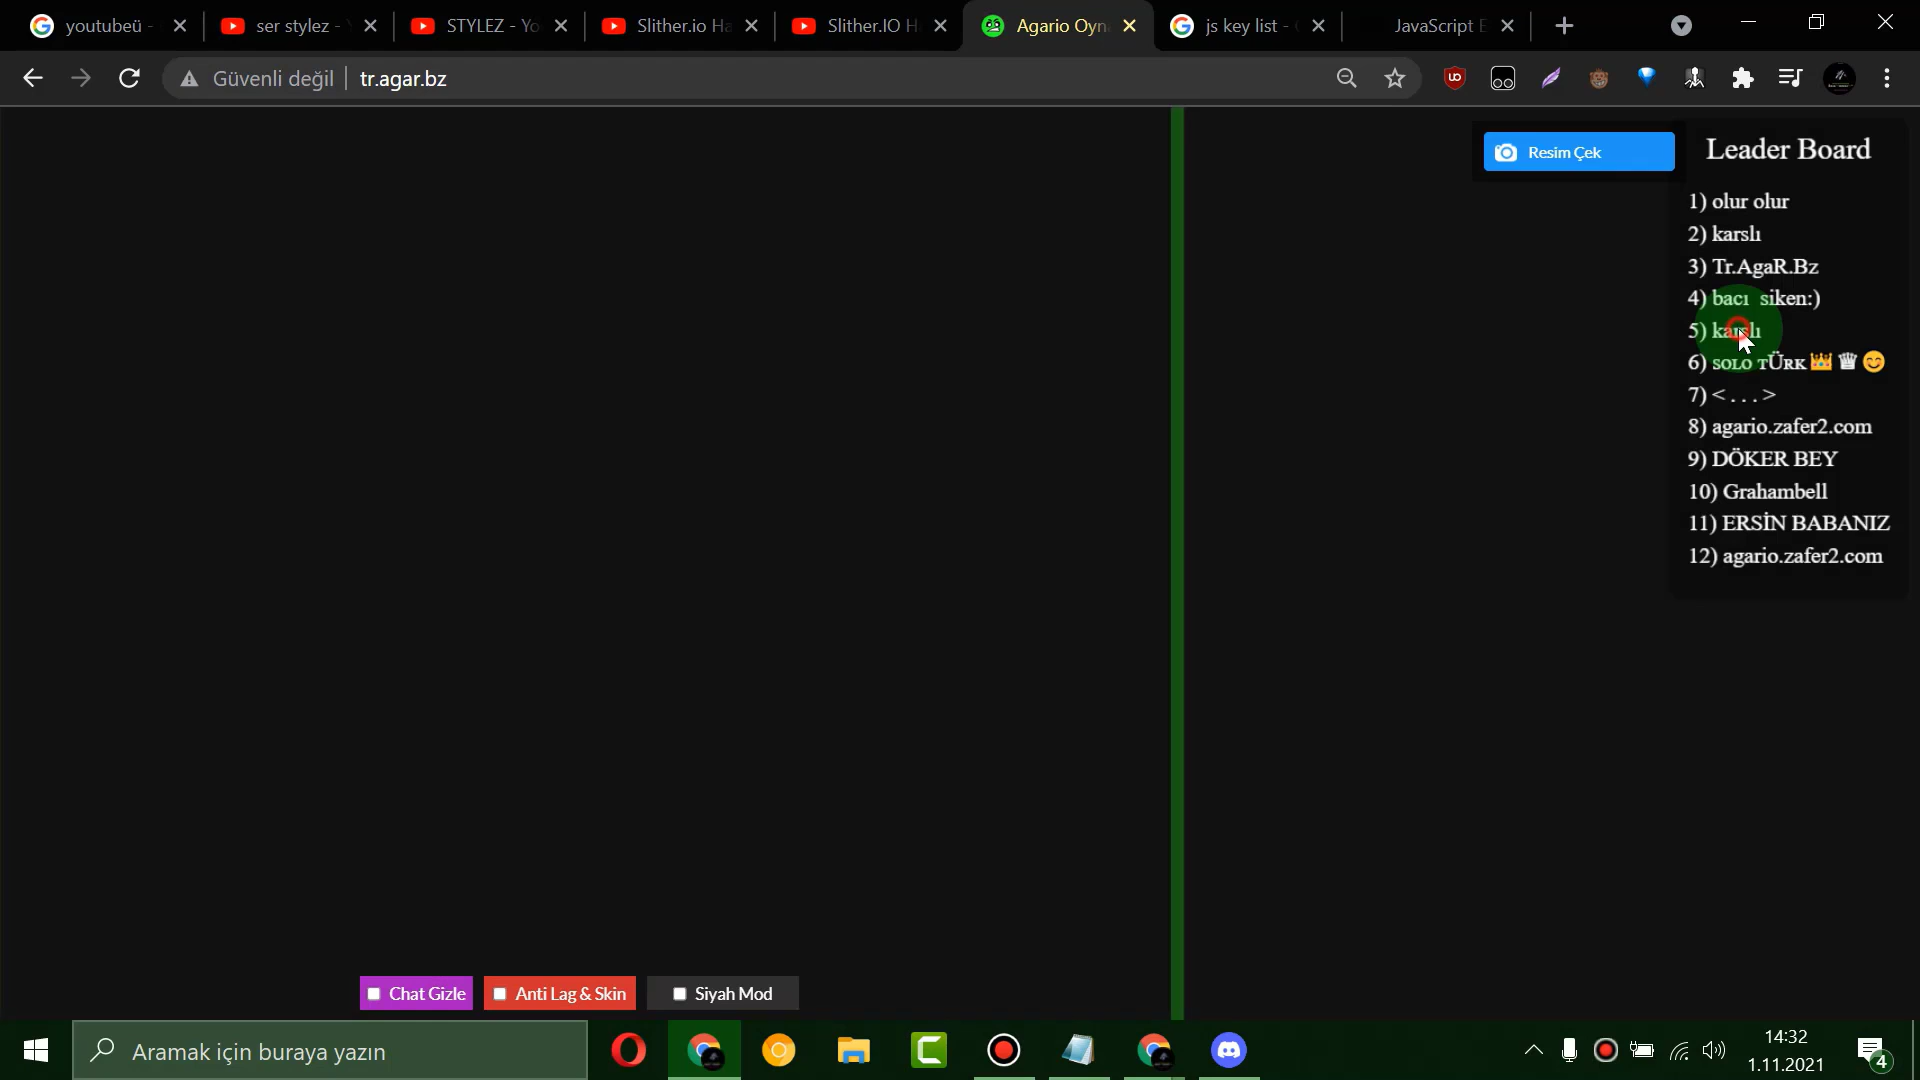 youtubeü -
ser stylez -
STYLEZ - Yo
Slither.io Ha
Slither.IO H
Agario Oyn
js key list -
JavaScript E
Güvenli değil
tr.agar.bz
Resim Çek
Leader Board
1) olur olur
2) karslı
3) Tr.AgaR.Bz
4) bacı siken:)
5) karslı
6) sᴏʟᴏ ᴛÜʀᴋ 👑 ♛ 😊
7) < . . . >
8) agario.zafer2.com
9) DÖKER BEY
10) Grahambell
11) ERSİN BABANIZ
12) agario.zafer2.com
Chat Gizle
Anti Lag & Skin
Siyah Mod
Aramak için buraya yazın
14:32
1.11.2021
4